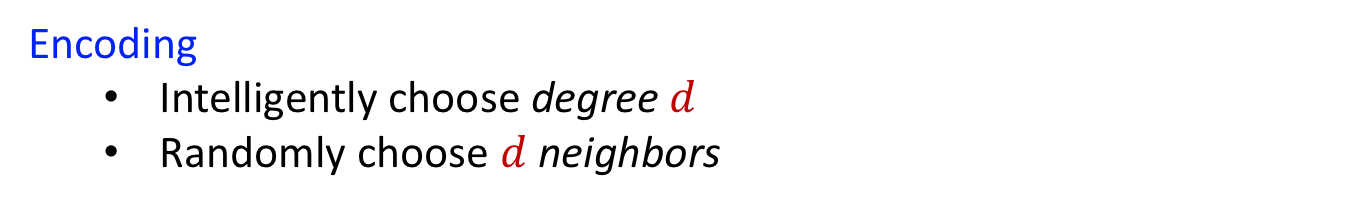 Encoding
• Intelligently choose degree d
• Randomly choose d neighbors